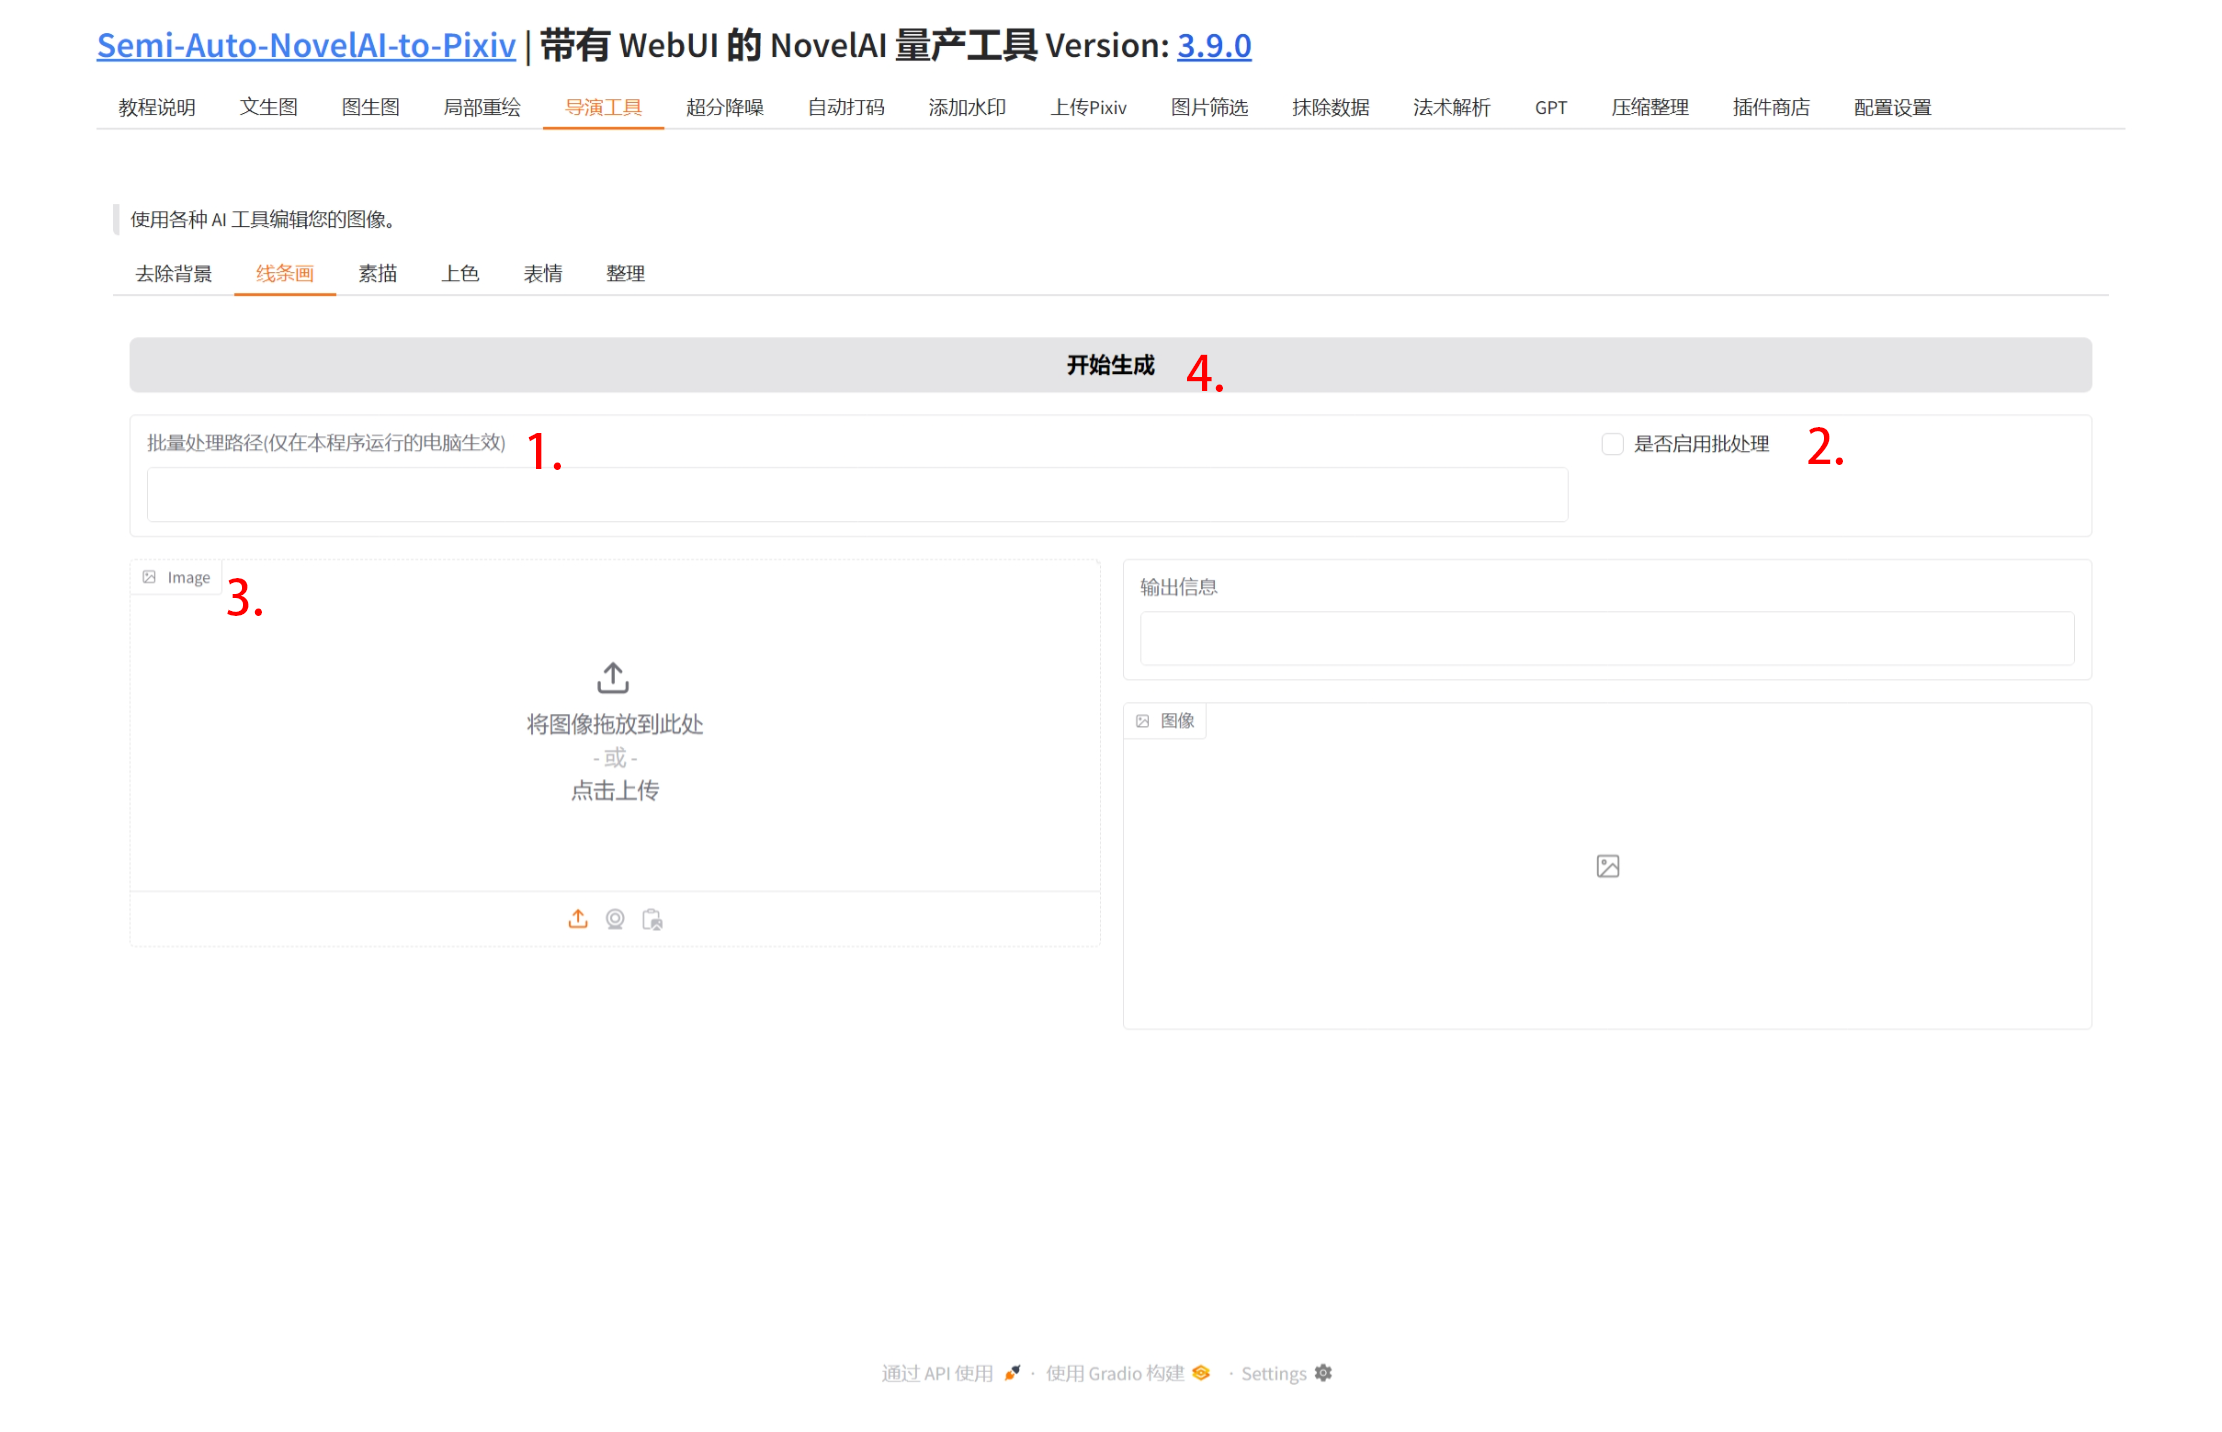 Semi-Auto-NovelAI-to-Pixiv | 带有 WebUI 的 NovelAI 量产工具 Version: 3.9.0
教程说明 文生图 图生图 局部重绘 导演工具 超分降噪 自动打码 添加水印 上传Pixiv 图片筛选 抹除数据 法术解析 GPT 压缩整理 插件商店 配置设置
使用各种 AI 工具编辑您的图像。
去除背景 线条画 素描 上色 表情 整理
开始生成 4.
批量处理路径(仅在本程序运行的电脑生效) 1.
是否启用批处理 2.
Image 3.
将图像拖放到此处
- 或 -
点击上传
输出信息
图像
通过 API 使用 · 使用 Gradio 构建 · Settings